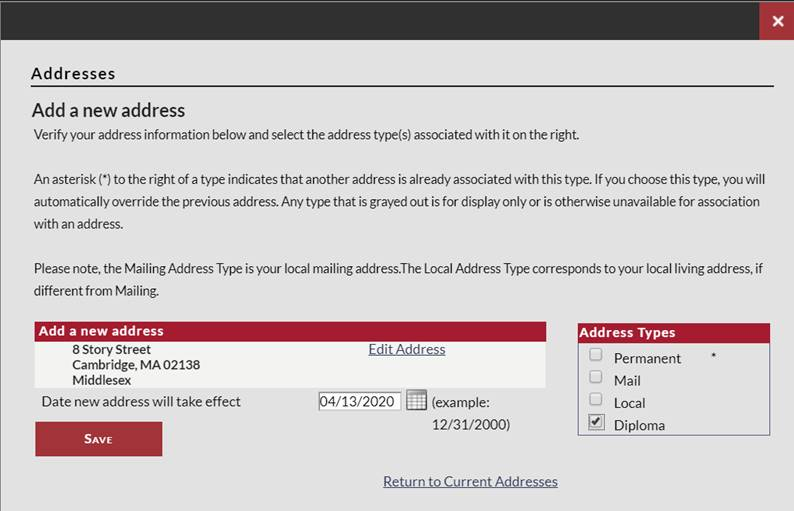 Addresses
Add a new address
Verify your address information below and select the address type(s) associated with it on the right.
An asterisk (*) to the right of a type indicates that another address is already associated with this type. If you choose this type, you will
automatically override the previous address. Any type that is grayed out is for display only or is otherwise unavailable for association
with an address.
Please note, the Mailing Address Type is your local mailing address.The Local Address Type corresponds to your local living address, if
different from Mailing.
Add a new address
8 Story Street
Edit Address
Cambridge, MA 02138
Middlesex
Date new address will take effect
04/13/2020
(example:
12/31/2000)
SAVE
Address Types
Permanent *
Mail
Local
Diploma
Return to Current Addresses